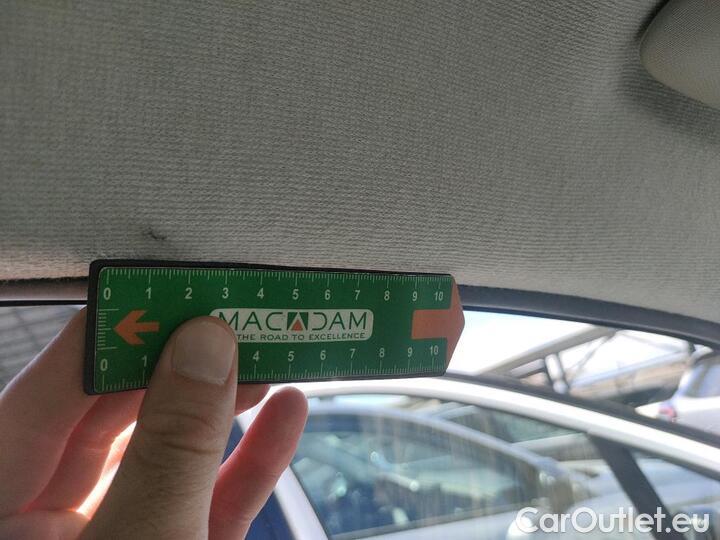 0 1 2 3 4 5 6 7 8 9 10
MACADAM
THE ROAD TO EXCELLENCE
0 1 4 5 6 7 8 9 10
CarOutlet.eu